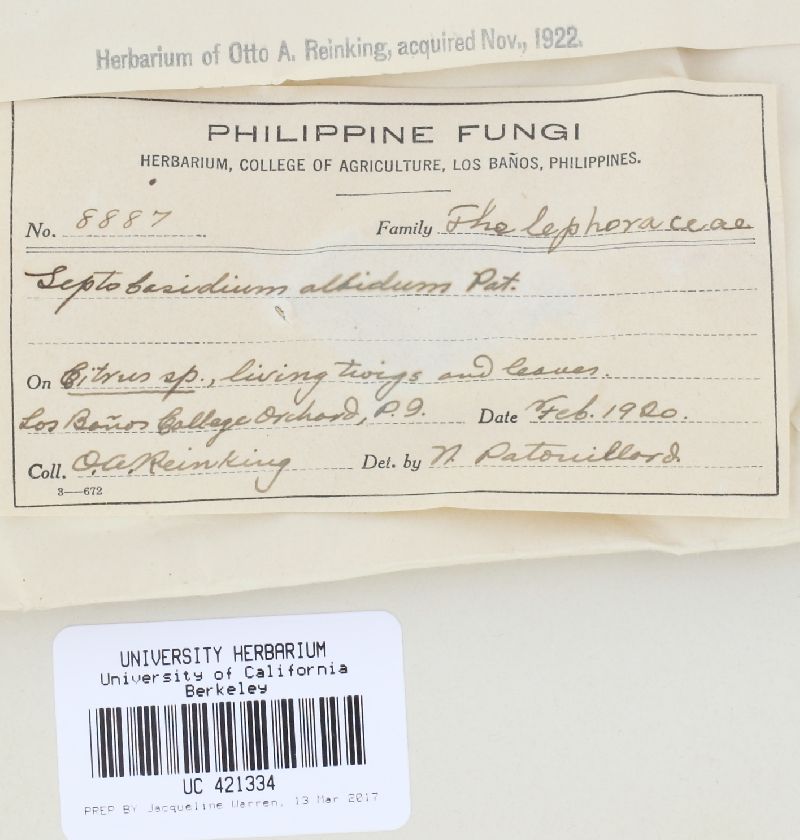 Herbarium of Otto A. Reinking, acquired Nov., 1922.
PHILIPPINE FUNGI
HERBARIUM, COLLEGE OF AGRICULTURE, LOS BAÑOS, PHILIPPINES.
No. 8887 Family Thelephoraceae
Septobasidium albidum Pat.
On Citrus sp., living twigs and leaves.
Los Baños College Orchard, P.I. Date Feb. 1920.
Coll. O.A. Reinking Det. by N. Patouillard.
3—672
UNIVERSITY HERBARIUM
University of California
Berkeley
UC 421334
PREP BY Jacqueline Warren, 13 Mar 2017